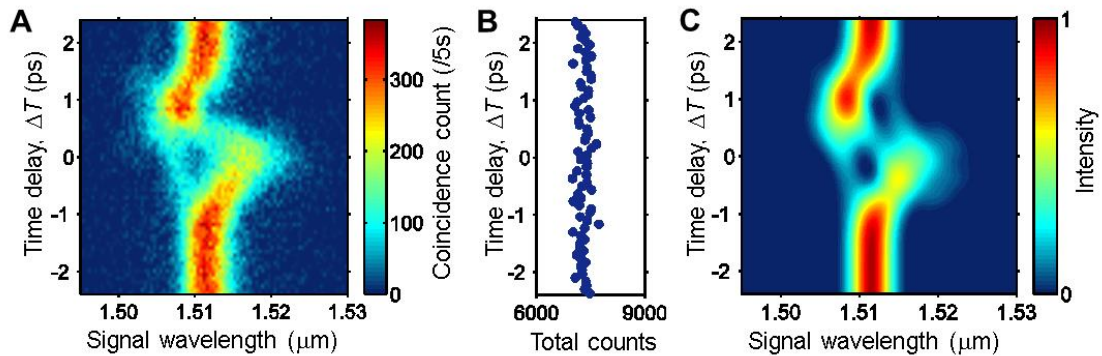 A
Time delay, ΔT (ps)
2
1
0
-1
-2
1.50
1.51
1.52
1.53
Signal wavelength (μm)
300
200
100
0
Coincidence count (/5s)
B
Time delay, ΔT (ps)
2
1
0
-1
-2
6000
9000
Total counts
C
Time delay, ΔT (ps)
2
1
0
-1
-2
1.50
1.51
1.52
1.53
Signal wavelength (μm)
1
0
Intensity